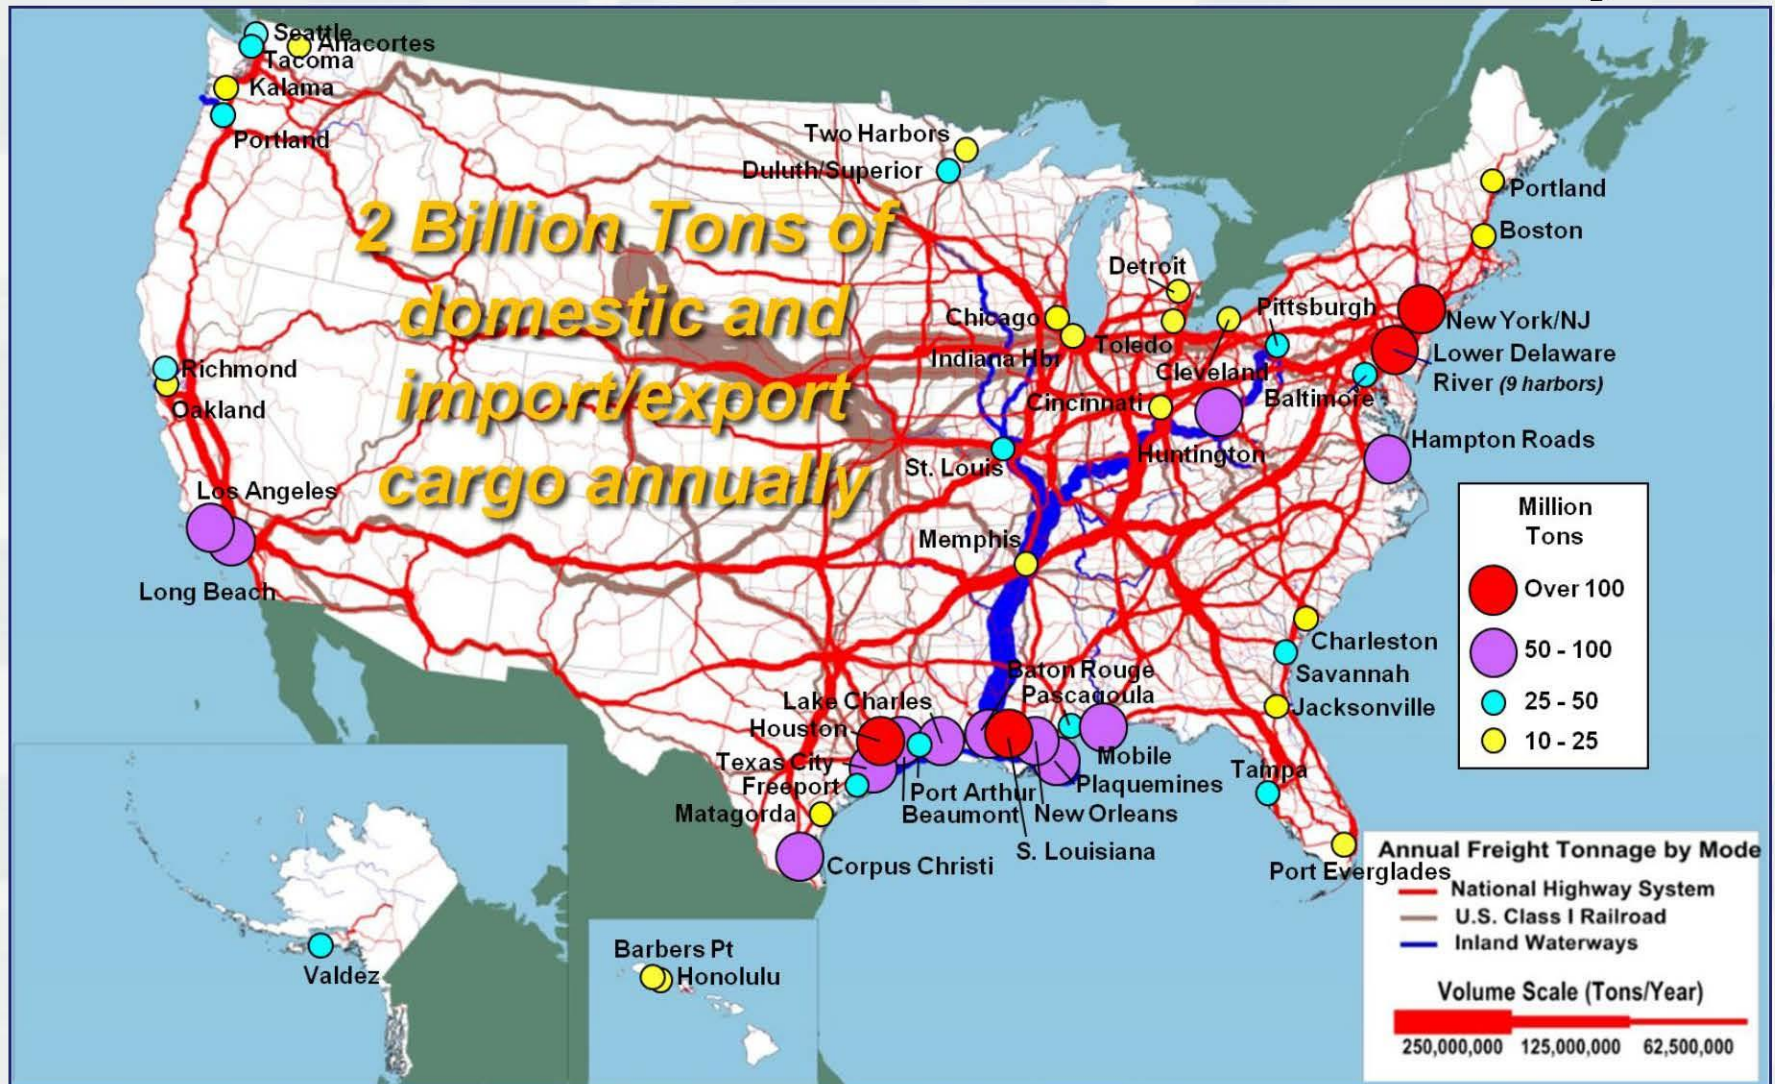 Seattle
Anacortes
Tacoma
Kalama
Portland
Two Harbors
Duluth/Superior
Portland
Boston
2 Billion Tons of
domestic and
import/export
cargo annually
Detroit
Chicago
Pittsburgh
New York/NJ
Indiana Hbr
Toledo
Lower Delaware
River (9 harbors)
Cleveland
Richmond
Oakland
Cincinnati
Baltimore
Hampton Roads
Huntington
St. Louis
Los Angeles
Long Beach
Memphis
Million
Tons
Over 100
50 - 100
25 - 50
10 - 25
Charleston
Savannah
Jacksonville
Baton Rouge
Pascagoula
Lake Charles
Houston
Texas City
Freeport
Matagorda
Corpus Christi
Port Arthur
Beaumont
New Orleans
S. Louisiana
Mobile
Plaquemines
Tampa
Port Everglades
Valdez
Barbers Pt
Honolulu
Annual Freight Tonnage by Mode
National Highway System
U.S. Class I Railroad
Inland Waterways
Volume Scale (Tons/Year)
250,000,000 125,000,000 62,500,000